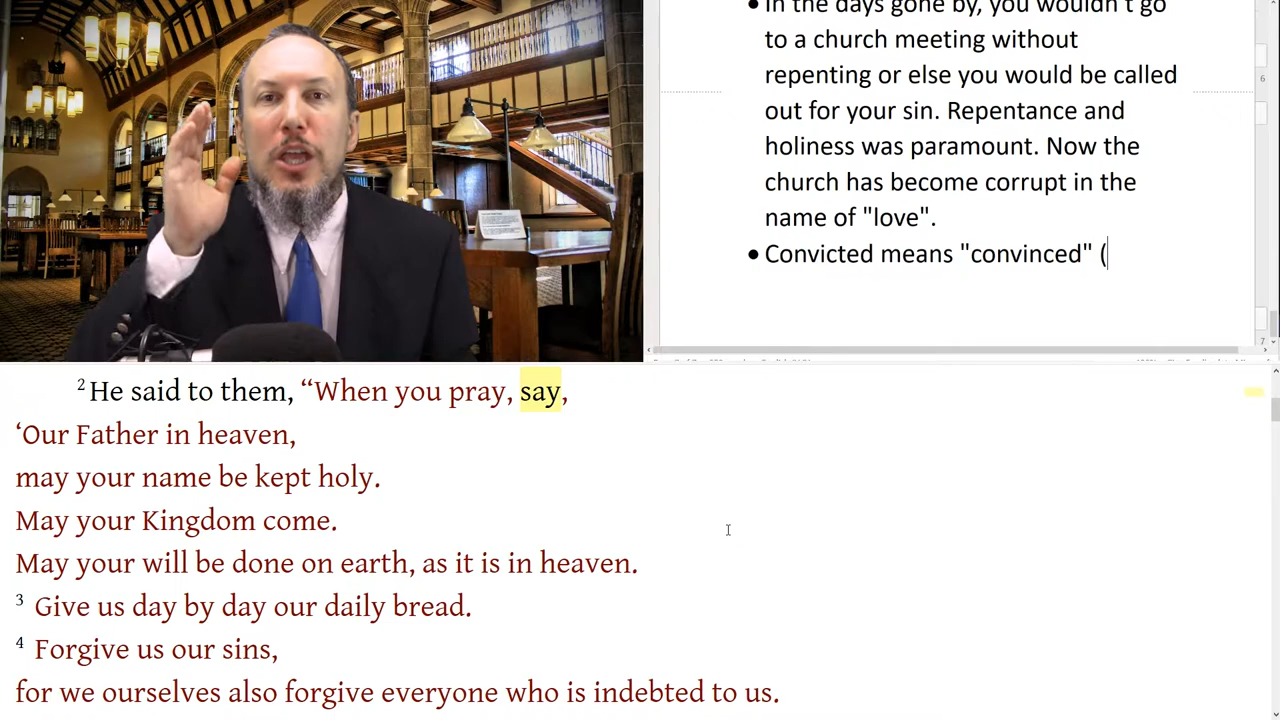 • In the days gone by, you wouldn't go
to a church meeting without
repenting or else you would be called
out for your sin. Repentance and
holiness was paramount. Now the
church has become corrupt in the
name of "love".
• Convicted means "convinced" (
6
7
2 He said to them, “When you pray, say,
‘Our Father in heaven,
may your name be kept holy.
May your Kingdom come.
May your will be done on earth, as it is in heaven.
3 Give us day by day our daily bread.
4 Forgive us our sins,
for we ourselves also forgive everyone who is indebted to us.